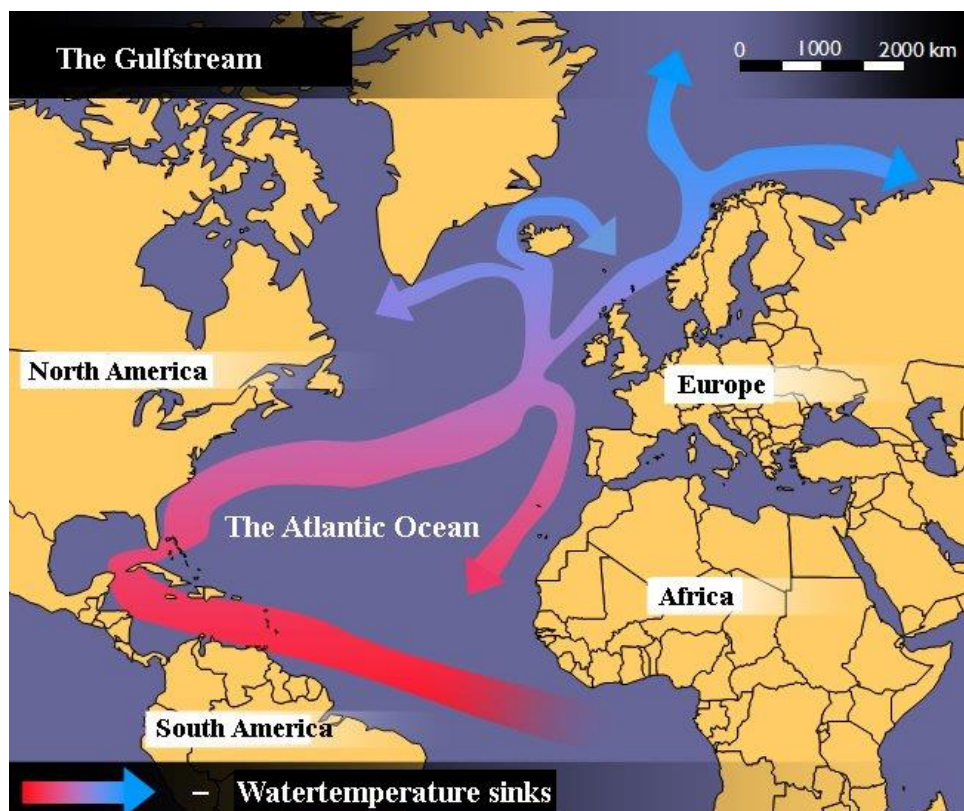 The Gulfstream
0 1000 2000 km
North America
Europe
The Atlantic Ocean
Africa
South America
– Watertemperature sinks